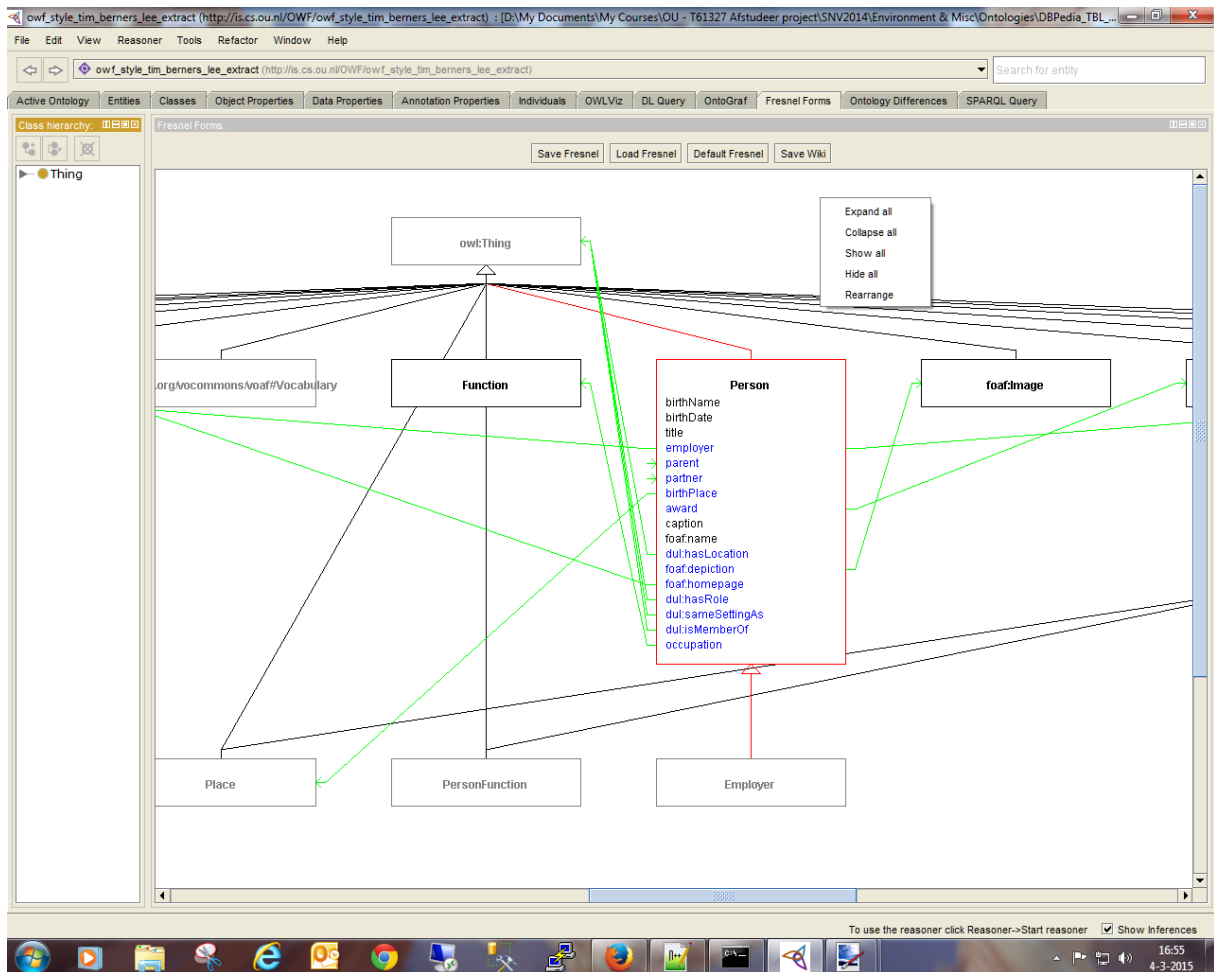 owf_style_tim_berners_lee_extract (http://is.cs.ou.nl/OWF/owf_style_tim_berners_lee_extract) : [D:\My Documents\My Courses\OU - T61327 Afstudeer project\SNV2014\Environment & Misc\Ontologies\DBPedia_TBL_...
File Edit View Reasoner Tools Refactor Window Help
owf_style_tim_berners_lee_extract (http://is.cs.ou.nl/OWF/owf_style_tim_berners_lee_extract)
Search for entity
Active Ontology Entities Classes Object Properties Data Properties Annotation Properties Individuals OWLViz DL Query OntoGraf Fresnel Forms Ontology Differences SPARQL Query
Class hierarchy:
Fresnel Forms:
Save Fresnel Load Fresnel Default Fresnel Save Wiki
Thing
Expand all
Collapse all
Show all
Hide all
Rearrange
owl:Thing
.org/vocommons/voaf#Vocabulary
Function
Person
foaf:Image
birthName
birthDate
title
employer
parent
partner
birthPlace
award
caption
foaf:name
dul:hasLocation
foaf:depiction
foaf:homepage
dul:hasRole
dul:sameSettingAs
dul:isMemberOf
occupation
Place
PersonFunction
Employer
To use the reasoner click Reasoner->Start reasoner Show Inferences
16:55
4-3-2015